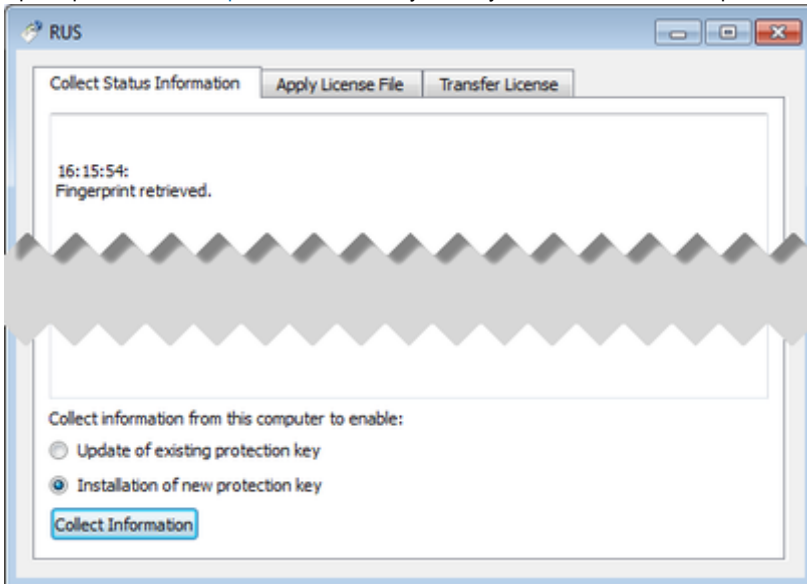 RUS
Collect Status Information Apply License File Transfer License
16:15:54:
Fingerprint retrieved.
Collect information from this computer to enable:
Update of existing protection key
Installation of new protection key
Collect Information